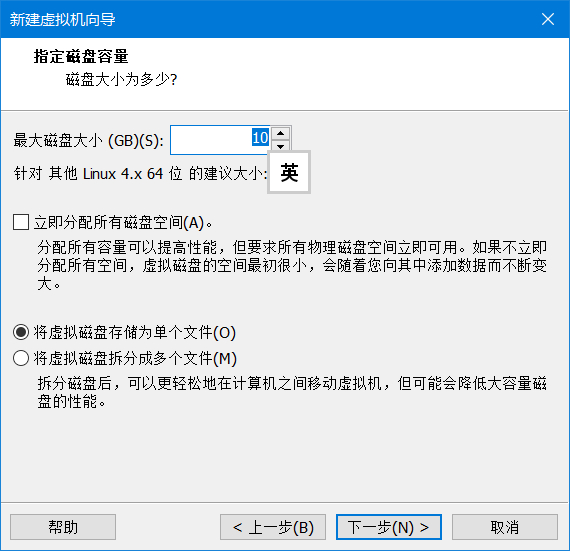 新建虚拟机向导
指定磁盘容量
磁盘大小为多少?
最大磁盘大小 (GB)(S): 10
针对 其他 Linux 4.x 64 位 的建议大小:
英
立即分配所有磁盘空间(A)。
分配所有容量可以提高性能，但要求所有物理磁盘空间立即可用。如果不立即
分配所有空间，虚拟磁盘的空间最初很小，会随着您向其中添加数据而不断变
大。
将虚拟磁盘存储为单个文件(O)
将虚拟磁盘拆分成多个文件(M)
拆分磁盘后，可以更轻松地在计算机之间移动虚拟机，但可能会降低大容量磁
盘的性能。
帮助 < 上一步(B) 下一步(N) > 取消